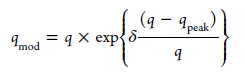 q_mod = q × exp{δ (q − q_peak) / q}